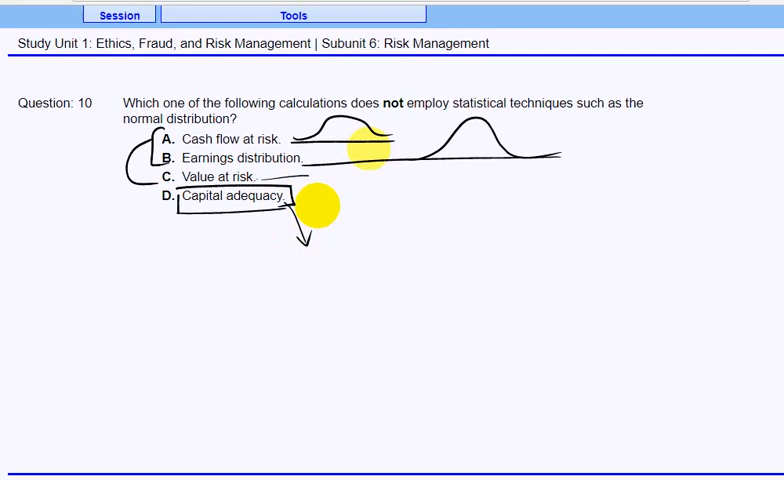 Session Tools
Study Unit 1: Ethics, Fraud, and Risk Management | Subunit 6: Risk Management
Question: 10 Which one of the following calculations does not employ statistical techniques such as the
normal distribution?
A. Cash flow at risk.
B. Earnings distribution.
C. Value at risk.
D. Capital adequacy.